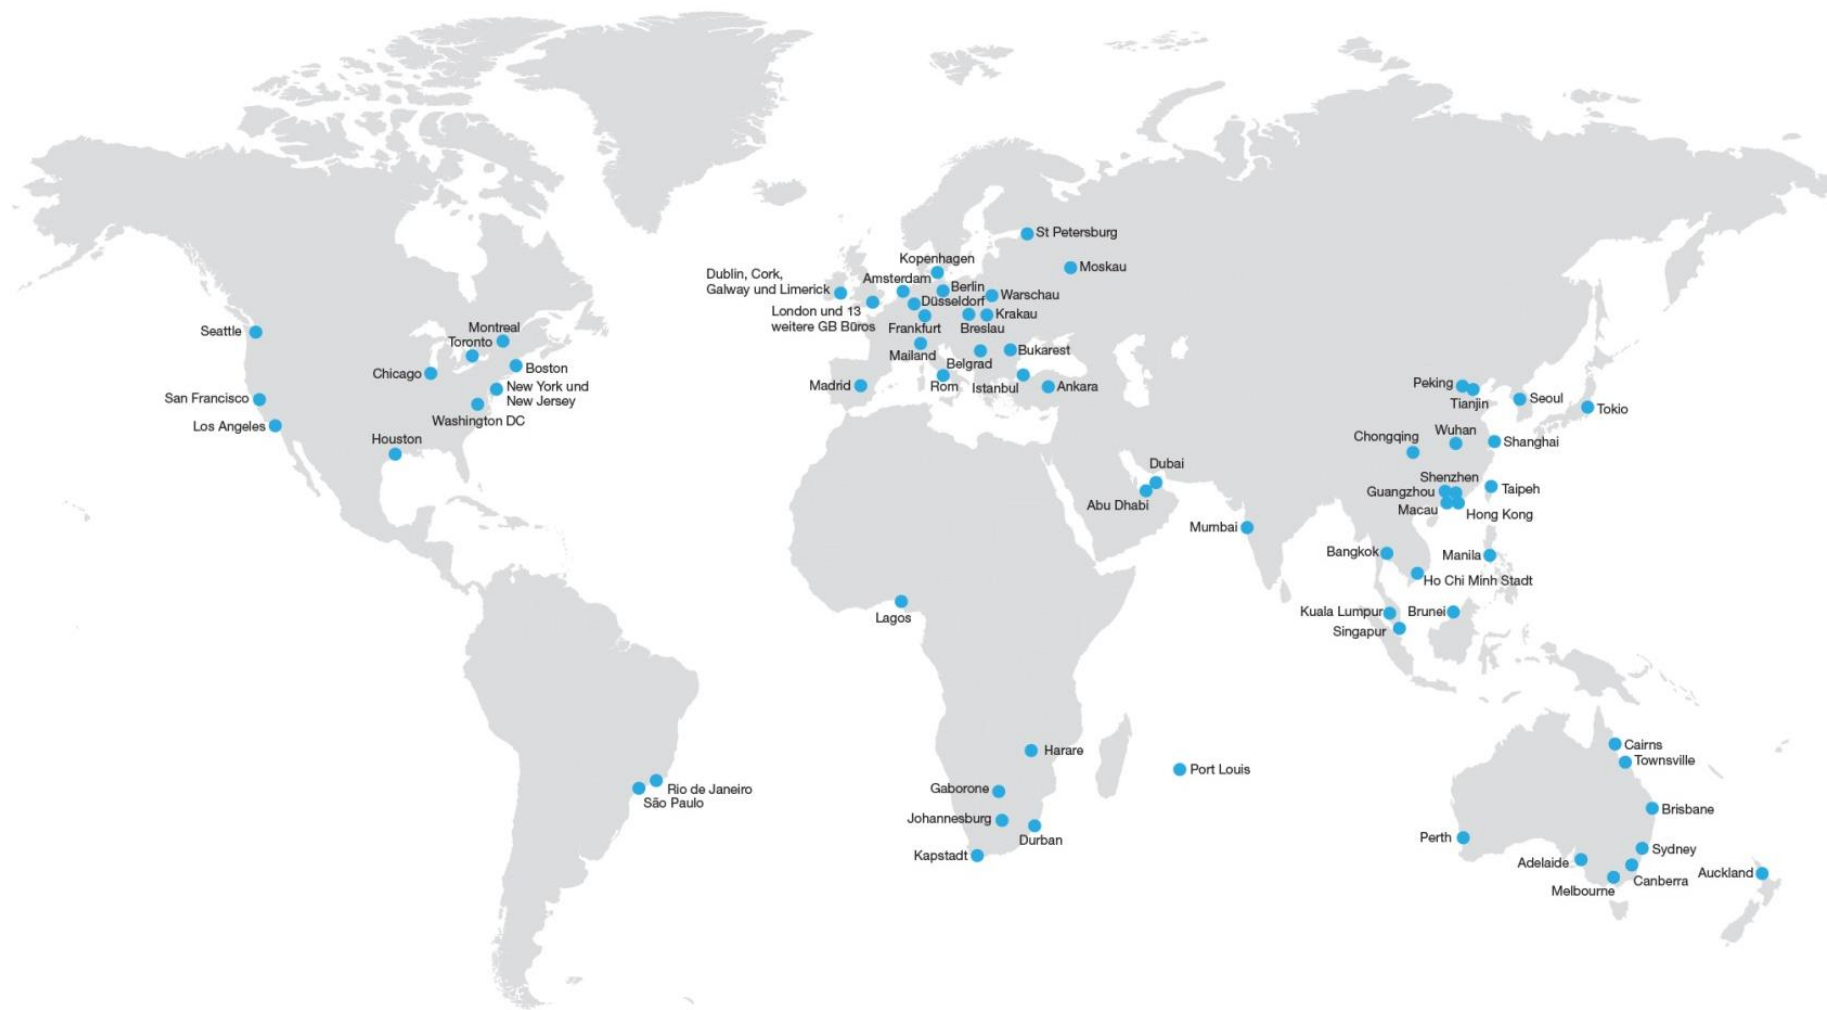 St Petersburg
Kopenhagen
Moskau
Dublin, Cork,
Galway und Limerick
Amsterdam
Berlin
Warschau
Düsseldorf
London und 13
weitere GB Büros
Frankfurt
Breslau
Krakau
Mailand
Belgrad
Bukarest
Madrid
Rom
Istanbul
Ankara
Seattle
Montreal
Toronto
Chicago
Boston
New York und
New Jersey
San Francisco
Washington DC
Los Angeles
Houston
Peking
Tianjin
Seoul
Tokio
Chongqing
Wuhan
Shanghai
Dubai
Abu Dhabi
Shenzhen
Guangzhou
Taipeh
Macau
Hong Kong
Mumbai
Bangkok
Manila
Ho Chi Minh Stadt
Kuala Lumpur
Brunei
Singapur
Lagos
Harare
Port Louis
Gaborone
Johannesburg
Durban
Kapstadt
Rio de Janeiro
São Paulo
Cairns
Townsville
Brisbane
Perth
Sydney
Adelaide
Canberra
Melbourne
Auckland